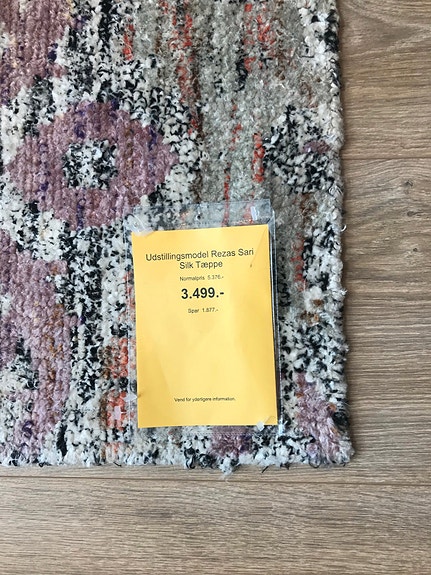 Udstillingsmodel Rezas Sari
Silk Tæppe
Normalpris 5.376.-
3.499.-
Spar 1.877.-
Vend for yderligere information.